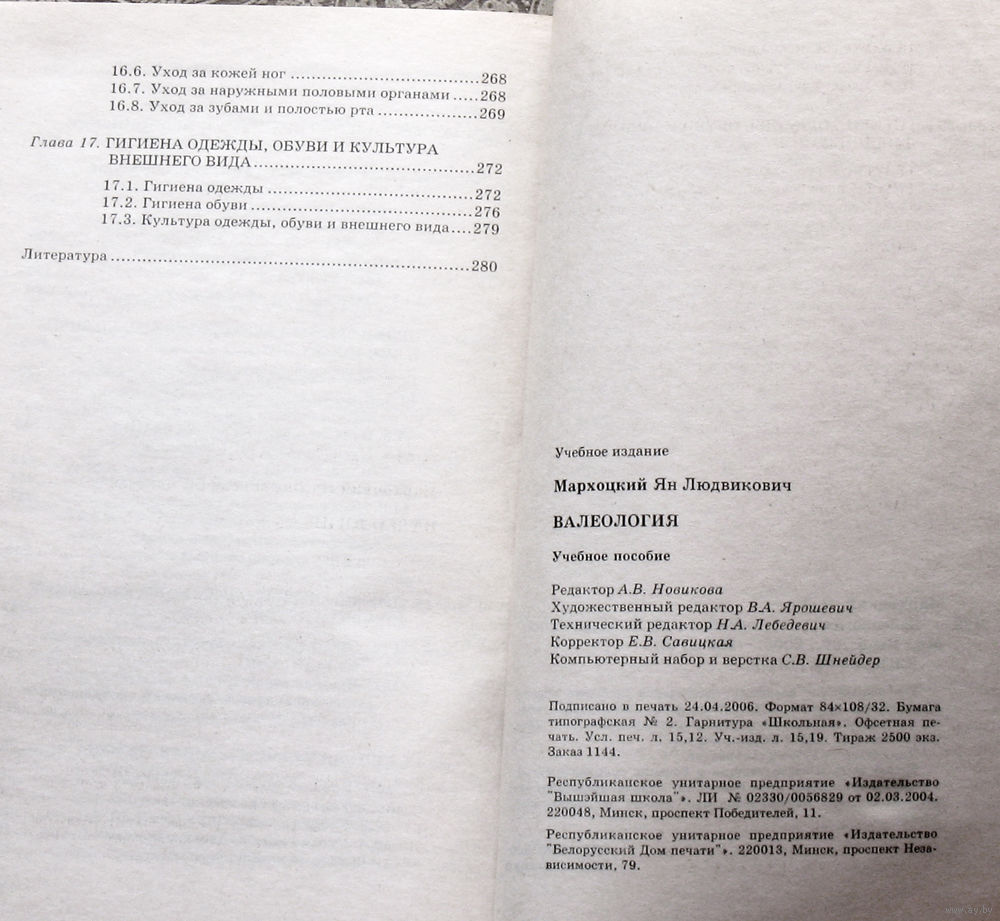 16.6. Уход за кожей ног ....................................268
16.7. Уход за наружными половыми органами .....268
16.8. Уход за зубами и полостью рта ...................269
Глава 17. ГИГИЕНА ОДЕЖДЫ, ОБУВИ И КУЛЬТУРА
ВНЕШНЕГО ВИДА..........................................272
17.1. Гигиена одежды .......................................272
17.2. Гигиена обуви ..........................................276
17.3. Культура одежды, обуви и внешнего вида....279
Литература ....................................................................280
Учебное издание
Мархоцкий Ян Людвикович
ВАЛЕОЛОГИЯ
Учебное пособие
Редактор А.В. Новикова
Художественный редактор В.А. Ярошевич
Технический редактор Н.А. Лебедевич
Корректор Е.В. Савицкая
Компьютерный набор и верстка С.В. Шнейдер
Подписано в печать 24.04.2006. Формат 84×108/32. Бумага
типографская № 2. Гарнитура «Школьная». Офсетная пе-
чать. Усл. печ. л. 15,12. Уч.-изд. л. 15,19. Тираж 2500 экз.
Заказ 1144.
Республиканское унитарное предприятие «Издательство
"Вышэйшая школа"». ЛИ № 02330/0056829 от 02.03.2004.
220048, Минск, проспект Победителей, 11.
Республиканское унитарное предприятие «Издательство
"Белорусский Дом печати"». 220013, Минск, проспект Неза-
висимости, 79.
www.ay.by